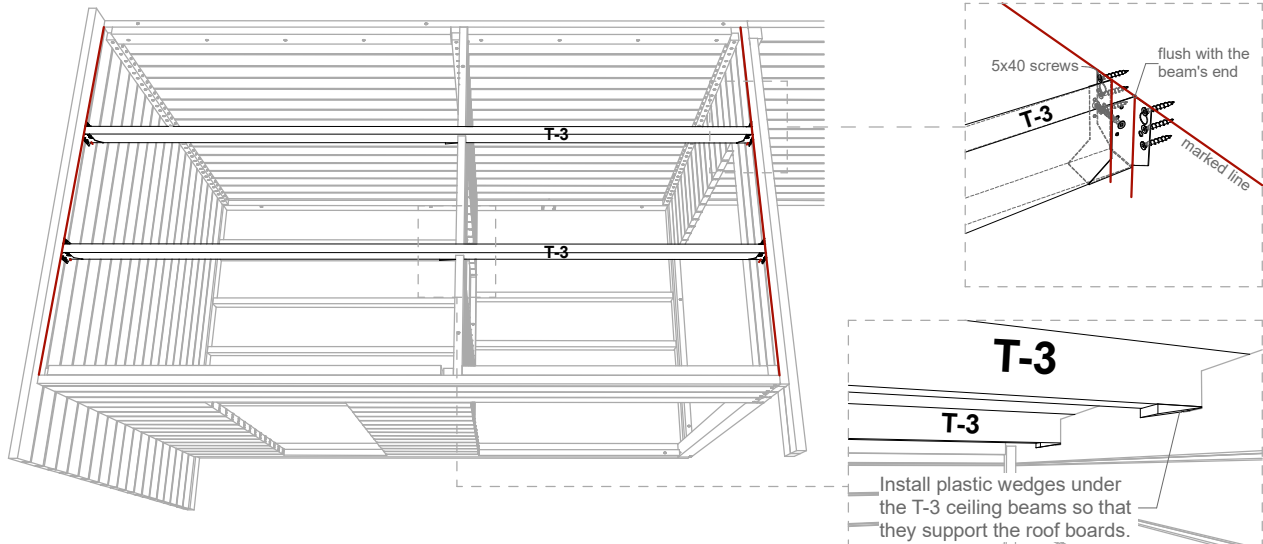 T-3
T-3
5x40 screws
flush with the
beam's end
T-3
marked line
T-3
T-3
Install plastic wedges under
the T-3 ceiling beams so that
they support the roof boards.